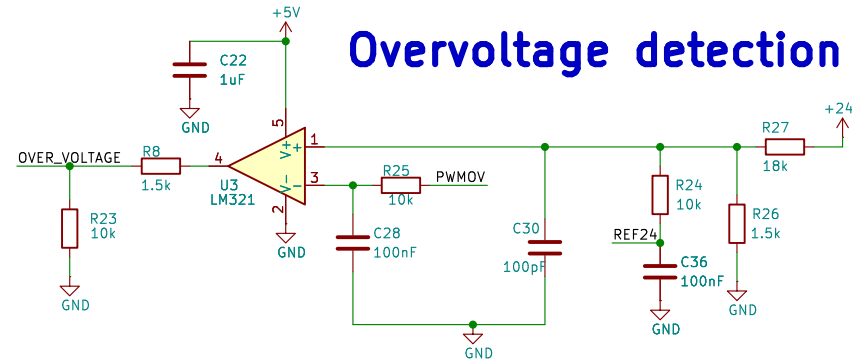 Overvoltage detection
+5V
C22
1uF
GND
+24
R27
18k
OVER_VOLTAGE
R8
1.5k
4
5
1
V+
+
U3
LM321
V-
-
3
2
GND
R25
10k
PWMOV
R23
10k
GND
C28
100nF
C30
100pF
GND
R24
10k
REF24
C36
100nF
GND
R26
1.5k
GND